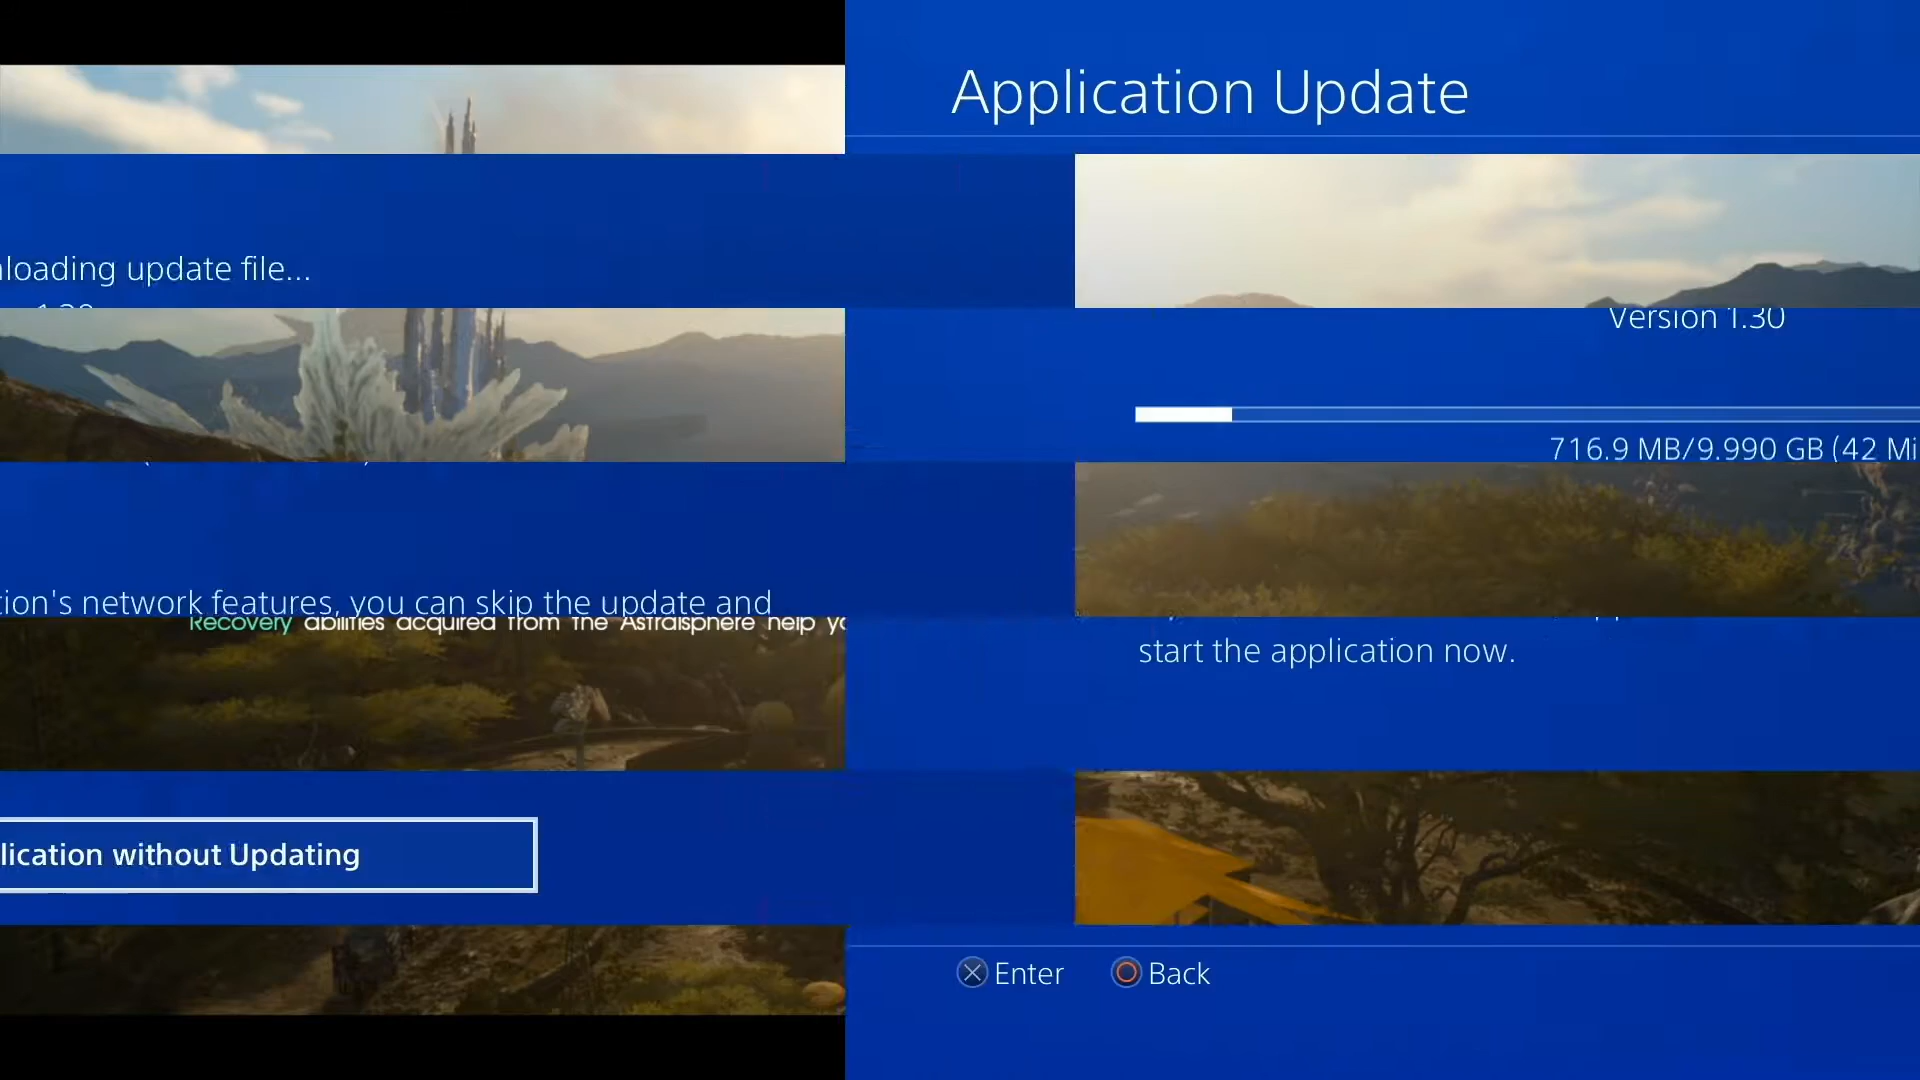 Application Update
loading update file...
Version 1.30
716.9 MB/9.990 GB (42 Mi
tion's network features, you can skip the update and
Recovery abilities acquired from the Astralsphere help yo
start the application now.
lication without Updating
Enter Back